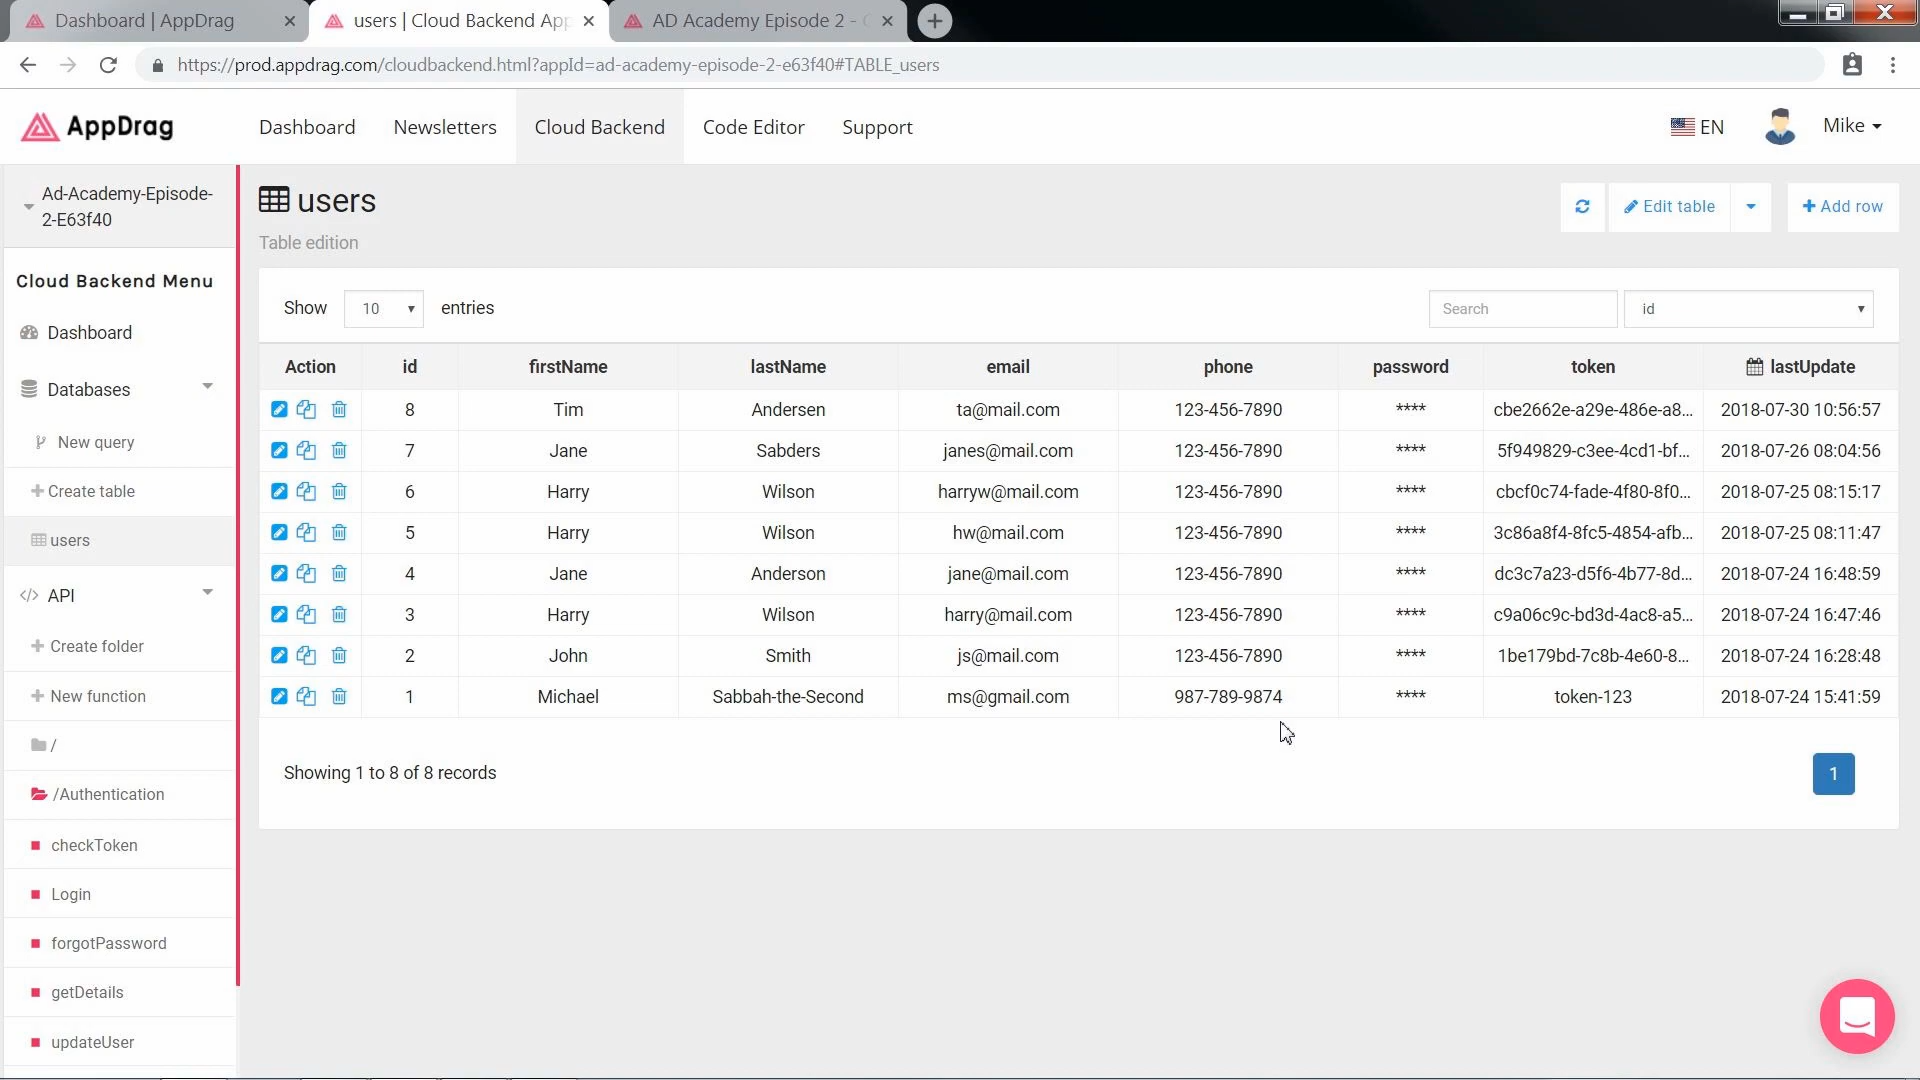 Dashboard | AppDrag
users | Cloud Backend App
AD Academy Episode 2 -
https://prod.appdrag.com/cloudbackend.html?appId=ad-academy-episode-2-e63f40#TABLE_users
AppDrag
Dashboard
Newsletters
Cloud Backend
Code Editor
Support
EN
Mike
Ad-Academy-Episode-
2-E63f40
Cloud Backend Menu
Dashboard
Databases
New query
Create table
users
API
Create folder
New function
/
/Authentication
checkToken
Login
forgotPassword
getDetails
updateUser
users
Table edition
Edit table
Add row
Show 10 entries
Search
id
Action id firstName lastName email phone password token lastUpdate
8 Tim Andersen ta@mail.com 123-456-7890 **** cbe2662e-a29e-486e-a8... 2018-07-30 10:56:57
7 Jane Sabders janes@mail.com 123-456-7890 **** 5f949829-c3ee-4cd1-bf... 2018-07-26 08:04:56
6 Harry Wilson harryw@mail.com 123-456-7890 **** cbcf0c74-fade-4f80-8f0... 2018-07-25 08:15:17
5 Harry Wilson hw@mail.com 123-456-7890 **** 3c86a8f4-8fc5-4854-afb... 2018-07-25 08:11:47
4 Jane Anderson jane@mail.com 123-456-7890 **** dc3c7a23-d5f6-4b77-8d... 2018-07-24 16:48:59
3 Harry Wilson harry@mail.com 123-456-7890 **** c9a06c9c-bd3d-4ac8-a5... 2018-07-24 16:47:46
2 John Smith js@mail.com 123-456-7890 **** 1be179bd-7c8b-4e60-8... 2018-07-24 16:28:48
1 Michael Sabbah-the-Second ms@gmail.com 987-789-9874 **** token-123 2018-07-24 15:41:59
Showing 1 to 8 of 8 records
1